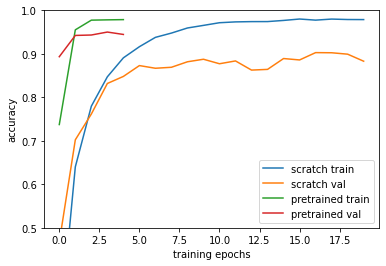 1.0
0.9
0.8
0.7
0.6
0.5
accuracy
0.0 2.5 5.0 7.5 10.0 12.5 15.0 17.5
training epochs
scratch train
scratch val
pretrained train
pretrained val